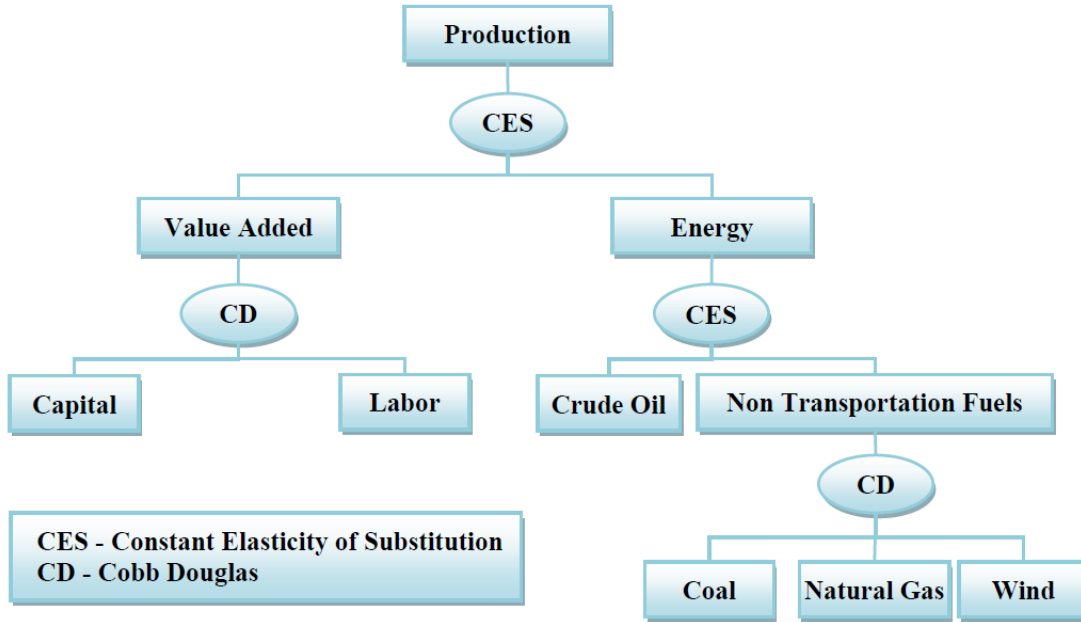 Production
CES
Value Added
Energy
CD
CES
Capital
Labor
Crude Oil
Non Transportation Fuels
CD
CES - Constant Elasticity of Substitution
CD - Cobb Douglas
Coal
Natural Gas
Wind